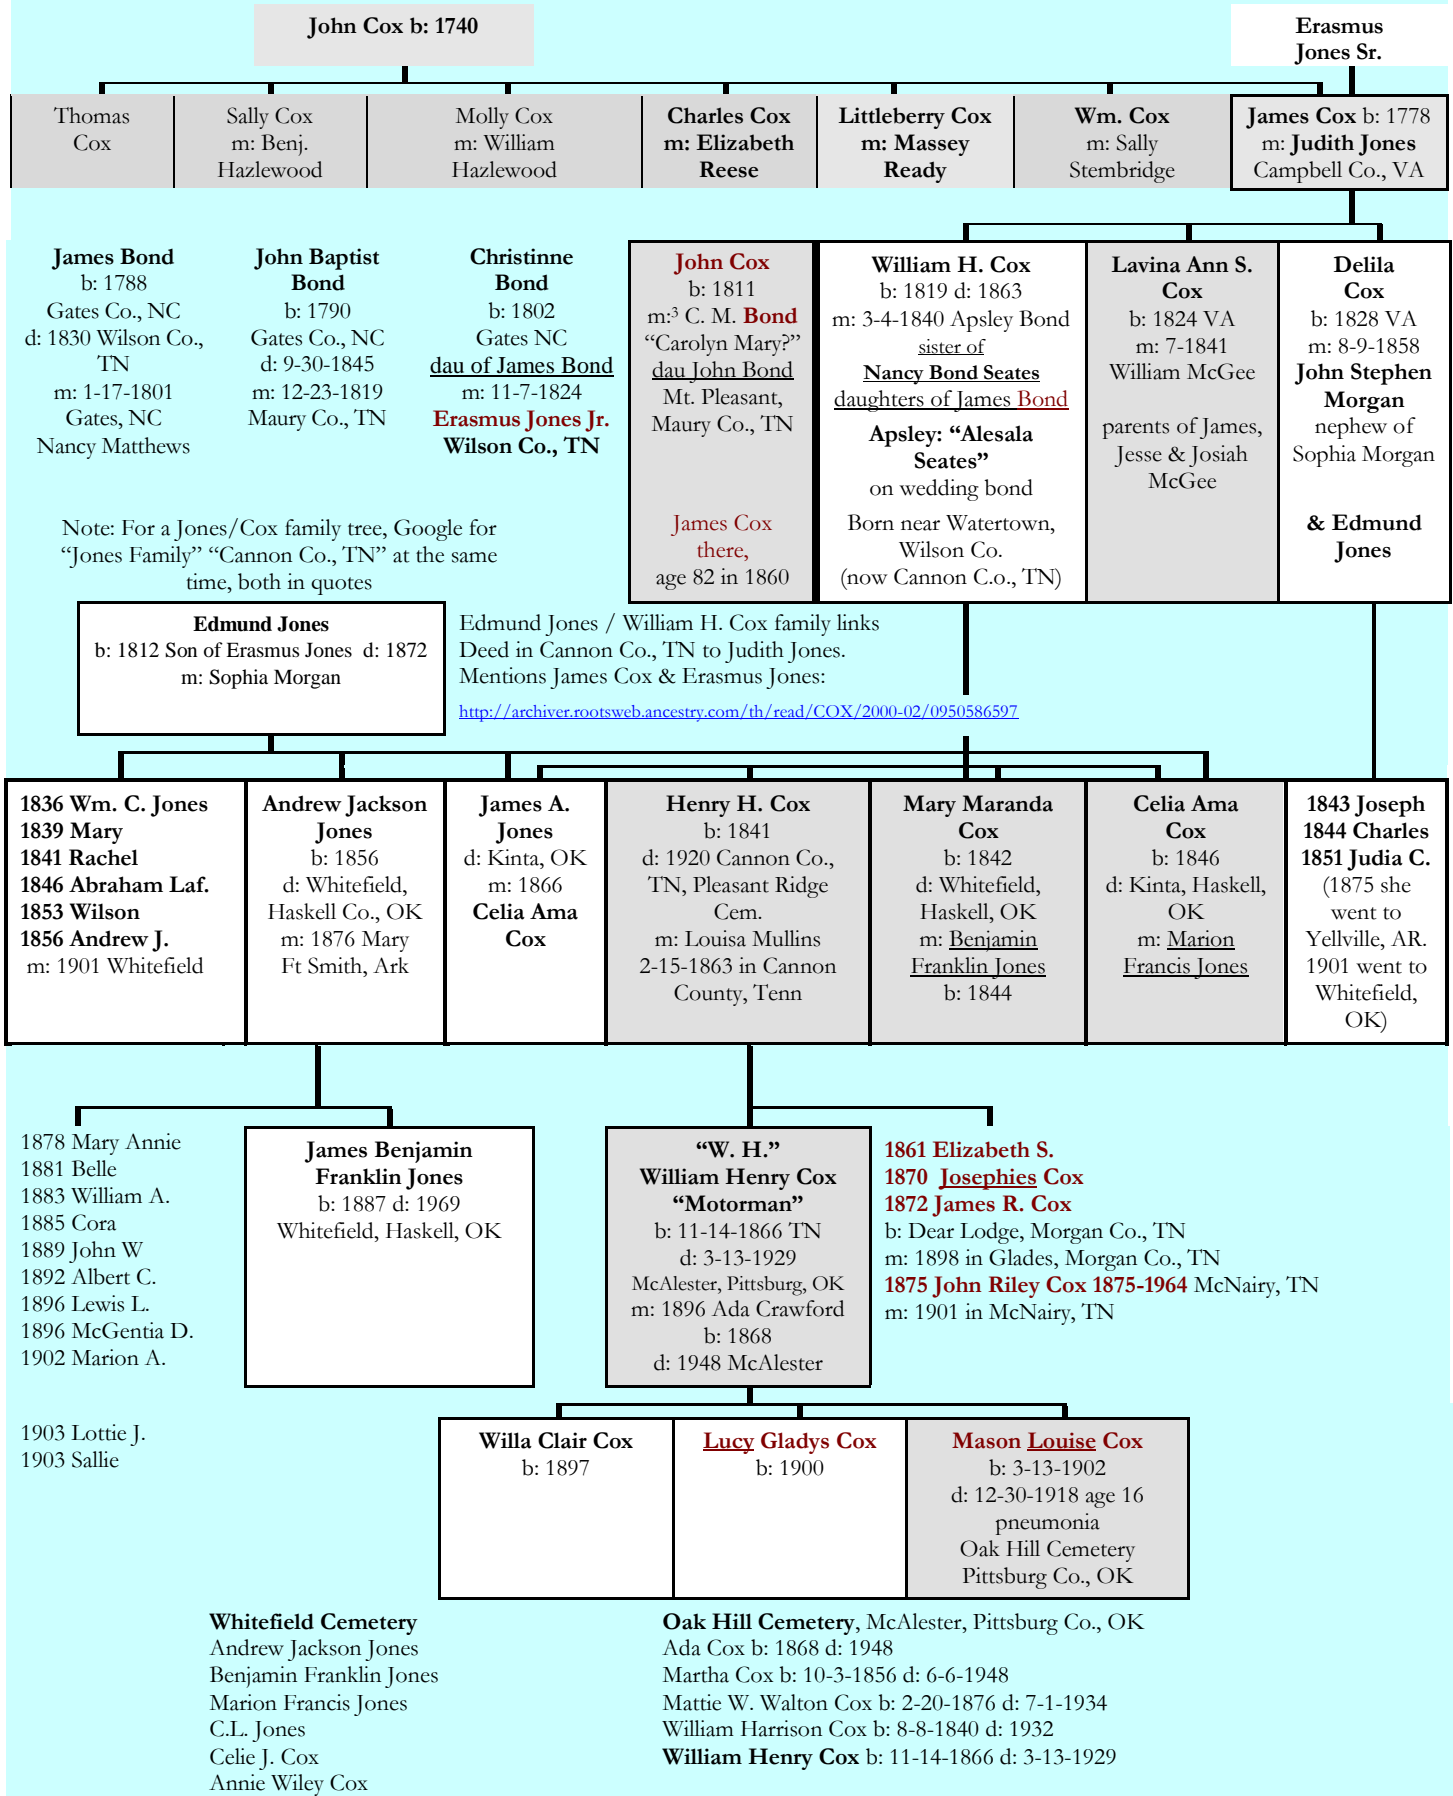 John Cox b: 1740
Erasmus
Jones Sr.
Thomas
Cox
Sally Cox
m: Benj.
Hazlewood
Molly Cox
m: William
Hazlewood
Charles Cox
m: Elizabeth
Reese
Littleberry Cox
m: Massey
Ready
Wm. Cox
m: Sally
Stembridge
James Cox b: 1778
m: Judith Jones
Campbell Co., VA
James Bond
b: 1788
Gates Co., NC
d: 1830 Wilson Co.,
TN
m: 1-17-1801
Gates, NC
Nancy Matthews
John Baptist
Bond
b: 1790
Gates Co., NC
d: 9-30-1845
m: 12-23-1819
Maury Co., TN
Christinne
Bond
b: 1802
Gates NC
dau of James Bond
m: 11-7-1824
Erasmus Jones Jr.
Wilson Co., TN
John Cox
b: 1811
m:³ C. M. Bond
“Carolyn Mary?”
dau John Bond
Mt. Pleasant,
Maury Co., TN
James Cox
there,
age 82 in 1860
William H. Cox
b: 1819 d: 1863
m: 3-4-1840 Apsley Bond
sister of
Nancy Bond Seates
daughters of James Bond
Apsley: “Alesala
Seates”
on wedding bond
Born near Watertown,
Wilson Co.
(now Cannon C.o., TN)
Lavina Ann S.
Cox
b: 1824 VA
m: 7-1841
William McGee
parents of James,
Jesse & Josiah
McGee
Delila
Cox
b: 1828 VA
m: 8-9-1858
John Stephen
Morgan
nephew of
Sophia Morgan
& Edmund
Jones
Note: For a Jones/Cox family tree, Google for
“Jones Family” “Cannon Co., TN” at the same
time, both in quotes
Edmund Jones
b: 1812 Son of Erasmus Jones d: 1872
m: Sophia Morgan
Edmund Jones / William H. Cox family links
Deed in Cannon Co., TN to Judith Jones.
Mentions James Cox & Erasmus Jones:
http://archiver.rootsweb.ancestry.com/th/read/COX/2000-02/0950586597
1836 Wm. C. Jones
1839 Mary
1841 Rachel
1846 Abraham Laf.
1853 Wilson
1856 Andrew J.
m: 1901 Whitefield
Andrew Jackson
Jones
b: 1856
d: Whitefield,
Haskell Co., OK
m: 1876 Mary
Ft Smith, Ark
James A.
Jones
d: Kinta, OK
m: 1866
Celia Ama
Cox
Henry H. Cox
b: 1841
d: 1920 Cannon Co.,
TN, Pleasant Ridge
Cem.
m: Louisa Mullins
2-15-1863 in Cannon
County, Tenn
Mary Maranda
Cox
b: 1842
d: Whitefield,
Haskell, OK
m: Benjamin
Franklin Jones
b: 1844
Celia Ama
Cox
b: 1846
d: Kinta, Haskell,
OK
m: Marion
Francis Jones
1843 Joseph
1844 Charles
1851 Judia C.
(1875 she
went to
Yellville, AR.
1901 went to
Whitefield,
OK)
1878 Mary Annie
1881 Belle
1883 William A.
1885 Cora
1889 John W
1892 Albert C.
1896 Lewis L.
1896 McGentia D.
1902 Marion A.
1903 Lottie J.
1903 Sallie
James Benjamin
Franklin Jones
b: 1887 d: 1969
Whitefield, Haskell, OK
“W. H.”
William Henry Cox
“Motorman”
b: 11-14-1866 TN
d: 3-13-1929
McAlester, Pittsburg, OK
m: 1896 Ada Crawford
b: 1868
d: 1948 McAlester
1861 Elizabeth S.
1870 Josephies Cox
1872 James R. Cox
b: Dear Lodge, Morgan Co., TN
m: 1898 in Glades, Morgan Co., TN
1875 John Riley Cox 1875-1964 McNairy, TN
m: 1901 in McNairy, TN
Willa Clair Cox
b: 1897
Lucy Gladys Cox
b: 1900
Mason Louise Cox
b: 3-13-1902
d: 12-30-1918 age 16
pneumonia
Oak Hill Cemetery
Pittsburg Co., OK
Whitefield Cemetery
Andrew Jackson Jones
Benjamin Franklin Jones
Marion Francis Jones
C.L. Jones
Celie J. Cox
Annie Wiley Cox
Oak Hill Cemetery, McAlester, Pittsburg Co., OK
Ada Cox b: 1868 d: 1948
Martha Cox b: 10-3-1856 d: 6-6-1948
Mattie W. Walton Cox b: 2-20-1876 d: 7-1-1934
William Harrison Cox b: 8-8-1840 d: 1932
William Henry Cox b: 11-14-1866 d: 3-13-1929